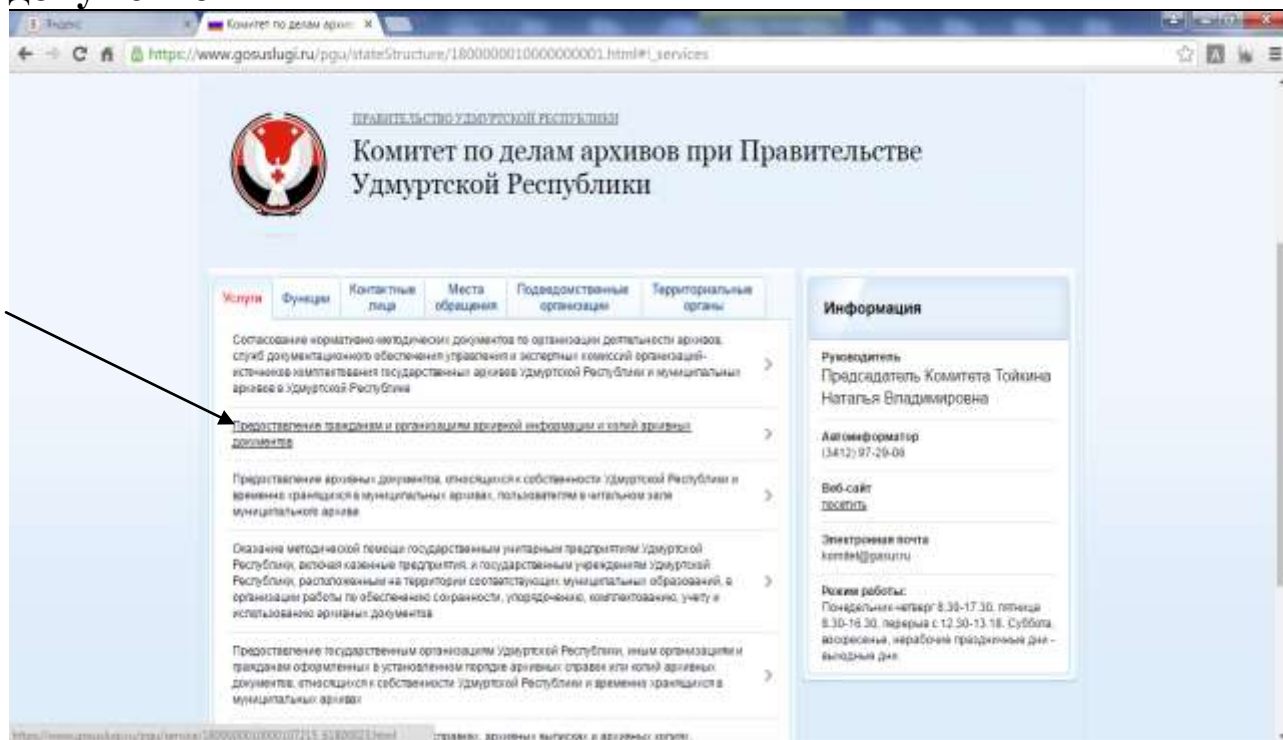 Яндекс
Комитет по делам архив
https://www.gosuslugi.ru/pgu/stateStructure/18000000010000000001.html#!_services
ПРАВИТЕЛЬСТВО УДМУРТСКОЙ РЕСПУБЛИКИ
Комитет по делам архивов при Правительстве
Удмуртской Республики
Услуги Функции Контактные лица Места обращения Подведомственные организации Территориальные органы
Согласование нормативно-методических документов по организации деятельности архивов,
служб документационного обеспечения управления и экспертных комиссий организаций-
источников комплектования государственных архивов Удмуртской Республики и муниципальных
архивов в Удмуртской Республике
Предоставление гражданам и организациям архивной информации и копий архивных
документов
Предоставление архивных документов, относящихся к собственности Удмуртской Республики и
временно хранящихся в муниципальных архивах, пользователям в читальном зале
муниципального архива
Оказание методической помощи государственным унитарным предприятиям Удмуртской
Республики, включая казенные предприятия, и государственным учреждениям Удмуртской
Республики, расположенным на территории соответствующих муниципальных образований, в
организации работы по обеспечению сохранности, упорядочению, комплектованию, учету и
использованию архивных документов
Предоставление государственным организациям Удмуртской Республики, иным организациям и
гражданам оформленных в установленном порядке архивных справок или копий архивных
документов, относящихся к собственности Удмуртской Республики и временно хранящихся в
муниципальных архивах
справках, архивных выписках и архивных копиях,
Информация
Руководитель
Председатель Комитета Тойкина
Наталья Владимировна
Автоинформатор
(3412) 97-29-08
Веб-сайт
посетить
Электронная почта
komitet@gasur.ru
Режим работы:
Понедельник-четверг 8.30-17.30, пятница
8.30-16.30, перерыв с 12.30-13.18. Суббота,
воскресенье, нерабочие праздничные дни -
выходные дни.